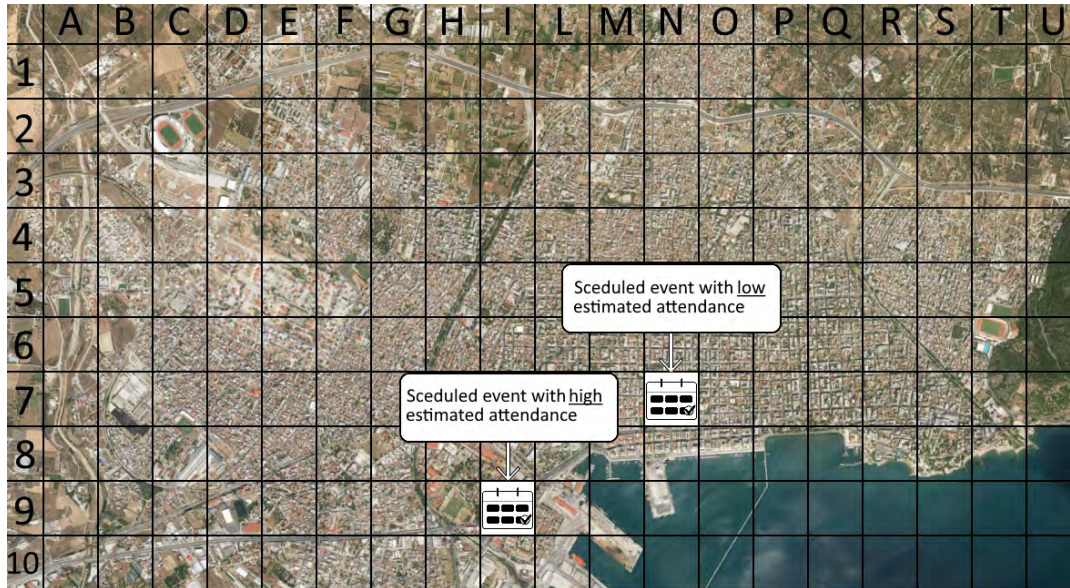 A B C D E F G H I L M N O P Q R S T U
1
2
3
4
5
Sceduled event with low
estimated attendance
6
7
Sceduled event with high
estimated attendance
8
9
10